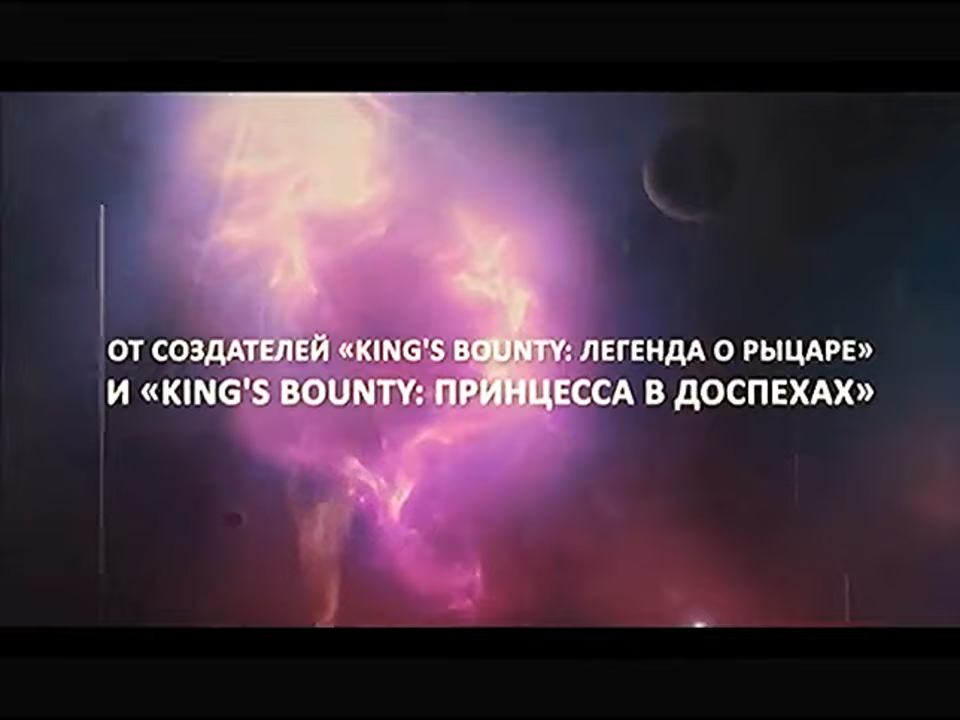 ОТ СОЗДАТЕЛЕЙ «KING'S BOUNTY: ЛЕГЕНДА О РЫЦАРЕ»
И «KING'S BOUNTY: ПРИНЦЕССА В ДОСПЕХАХ»